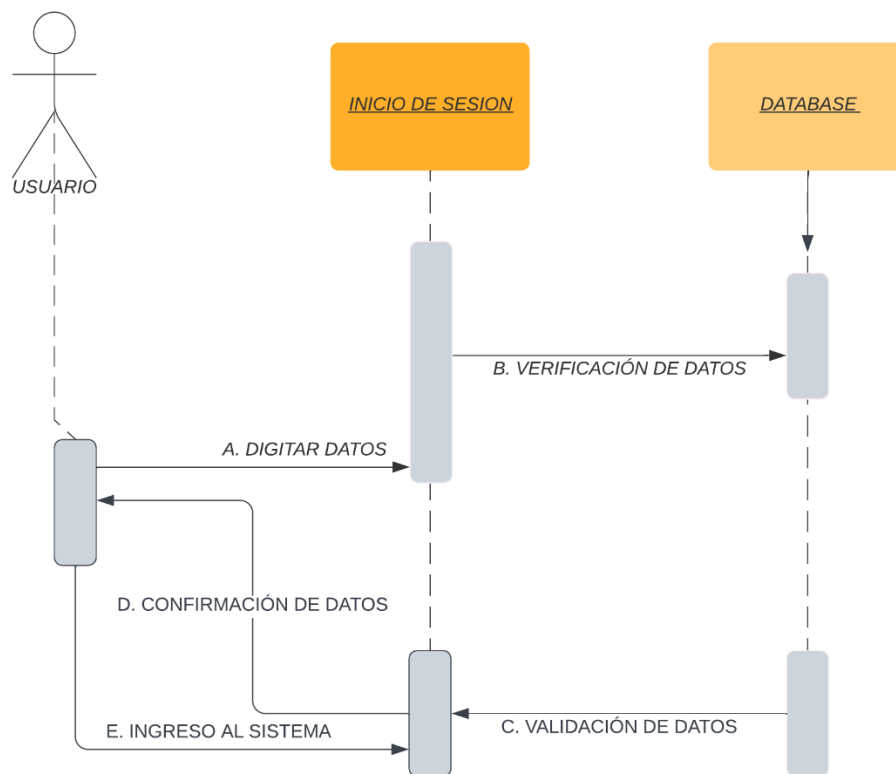 INICIO DE SESION
DATABASE
USUARIO
B. VERIFICACIÓN DE DATOS
A. DIGITAR DATOS
D. CONFIRMACIÓN DE DATOS
E. INGRESO AL SISTEMA
C. VALIDACIÓN DE DATOS